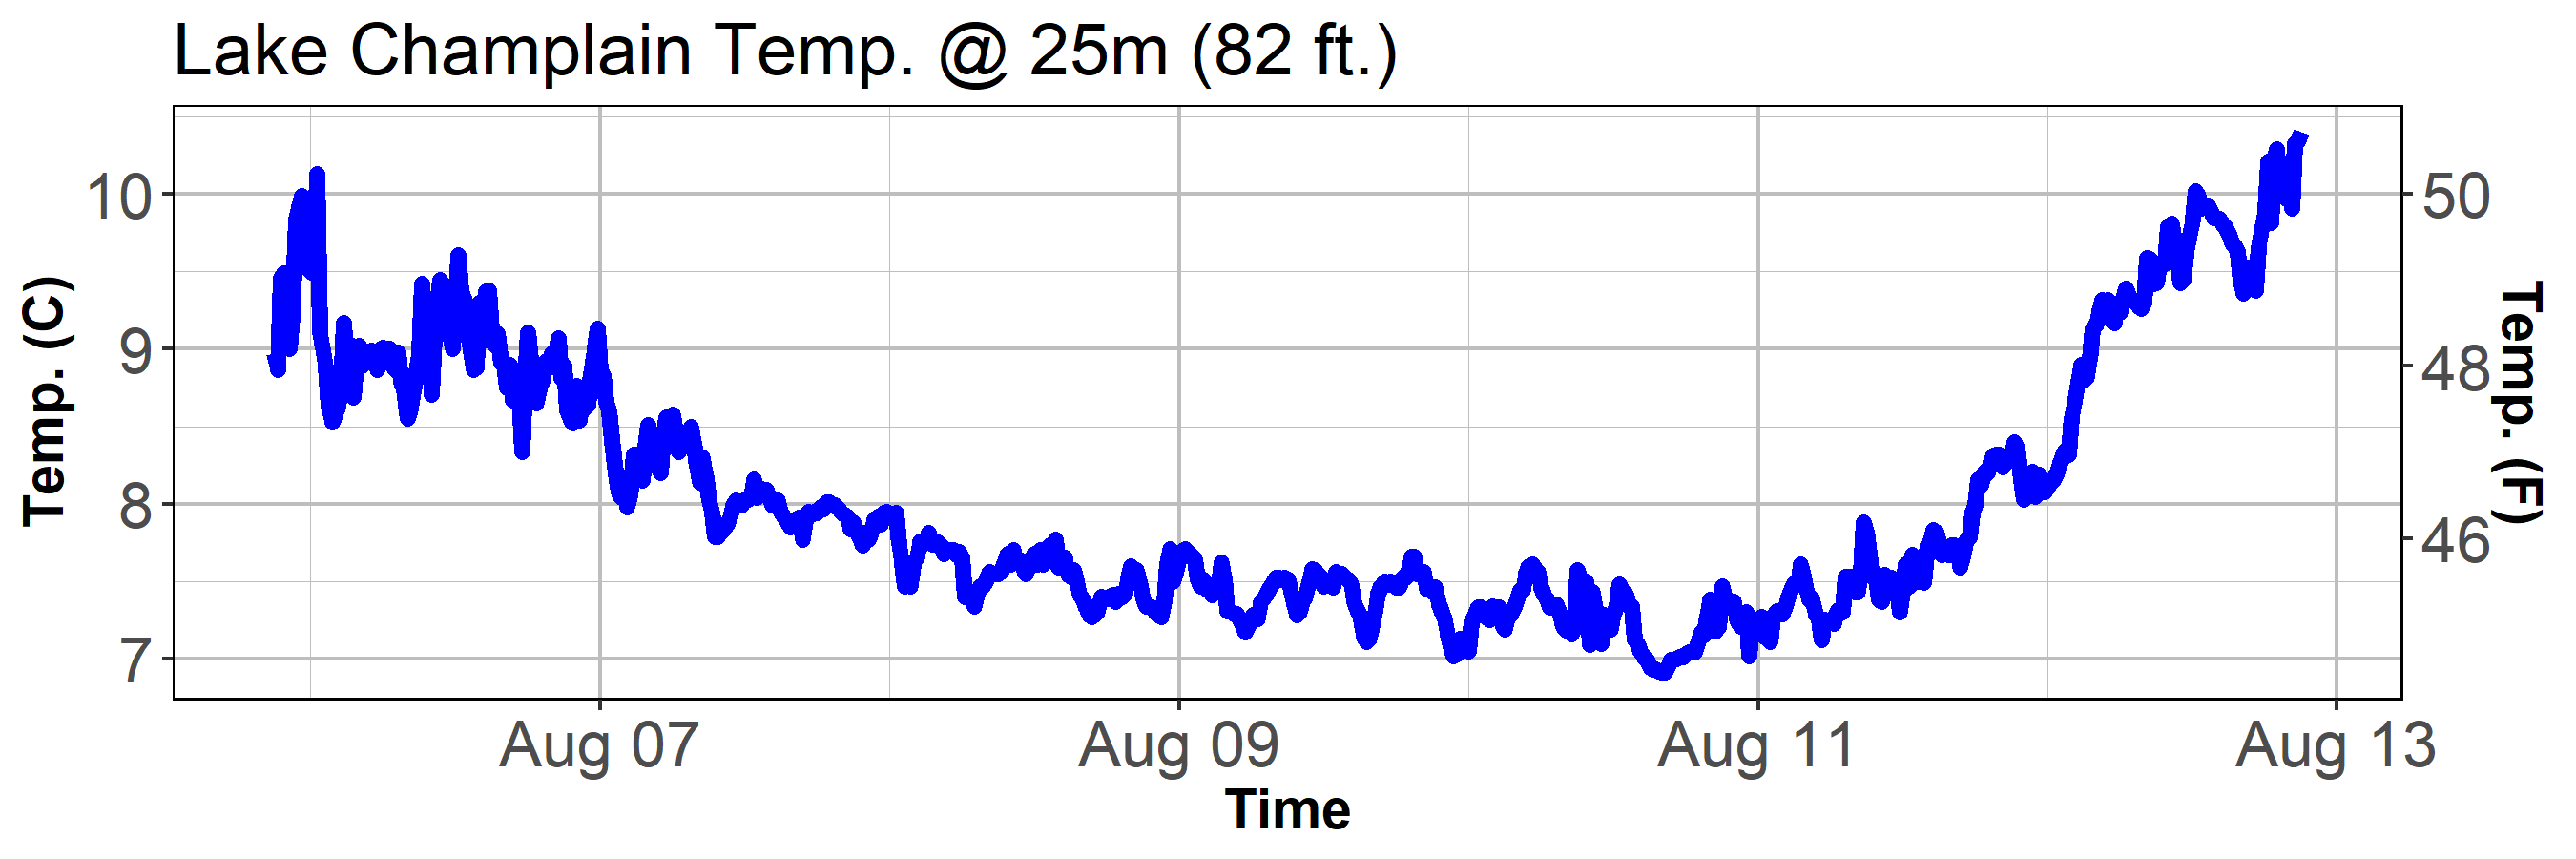 Lake Champlain Temp. @ 25m (82 ft.)
Temp. (C)
10
9
8
7
50
48
46
Temp. (F)
Aug 07 Aug 09 Aug 11 Aug 13
Time